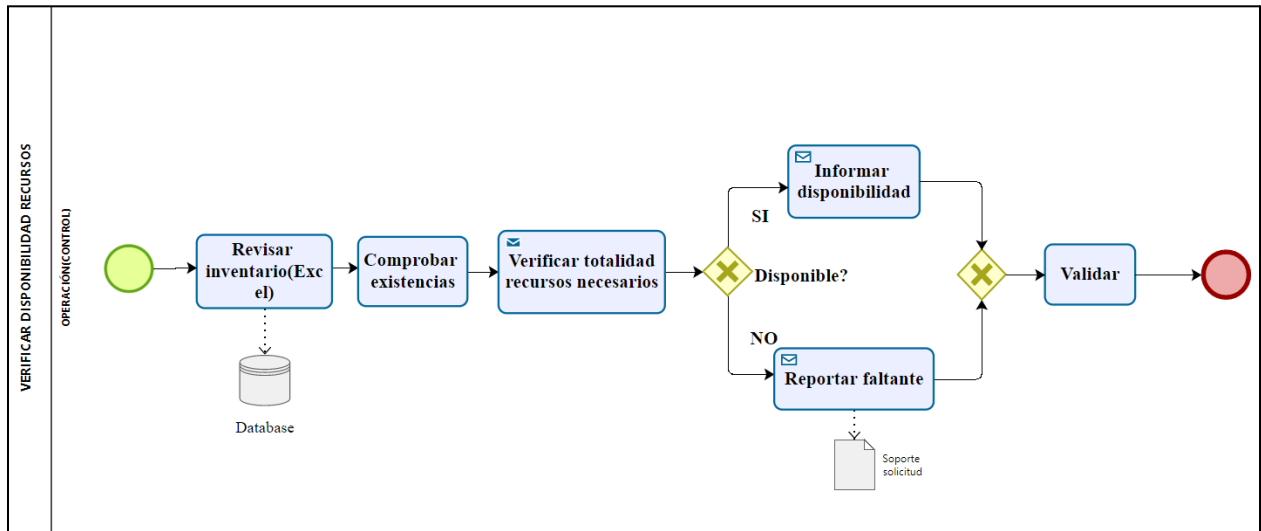 VERIFICAR DISPONIBILIDAD RECURSOS
OPERACIÓN(CONTROL)
Revisar
inventario(Exc
el)
Database
Comprobar
existencias
Verificar totalidad
recursos necesarios
Disponible?
SI
Informar
disponibilidad
NO
Reportar faltante
Soporte
solicitud
Validar